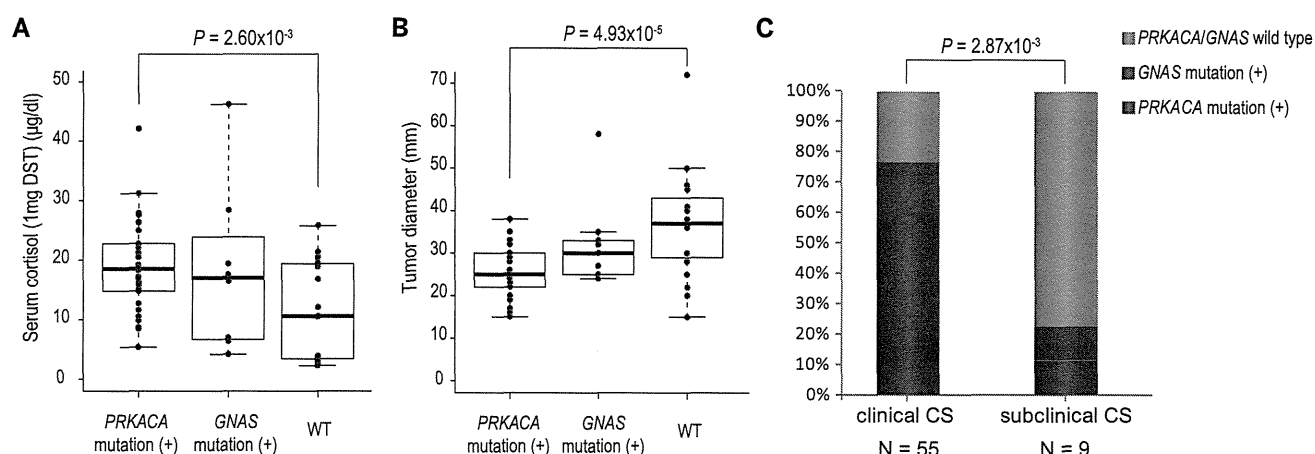 A
P = 2.60x10-3
Serum cortisol (1mg DST) (µg/dl)
50
40
30
20
10
0
PRKACA
mutation (+)
GNAS
mutation (+)
WT
B
P = 4.93x10-5
Tumor diameter (mm)
70
60
50
40
30
20
10
0
PRKACA
mutation (+)
GNAS
mutation (+)
WT
C
P = 2.87x10-3
PRKACA/GNAS wild type
GNAS mutation (+)
PRKACA mutation (+)
100%
90%
80%
70%
60%
50%
40%
30%
20%
10%
0%
clinical CS
N = 55
subclinical CS
N = 9